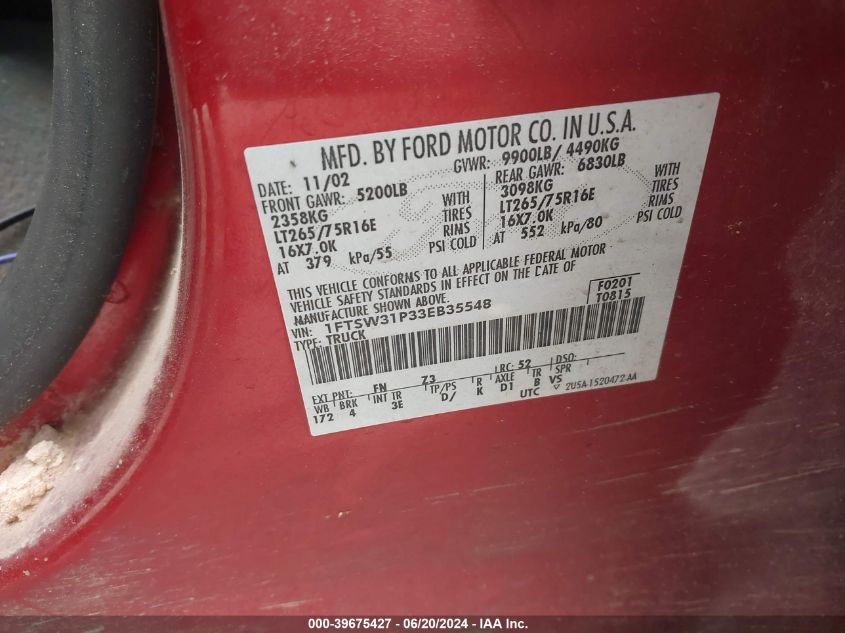 MFD. BY FORD MOTOR CO. IN U.S.A.
DATE: 11/02 GVWR: 9900LB/ 4490KG
FRONT GAWR: 5200LB REAR GAWR: 6830LB
2358KG WITH 3098KG WITH
LT265/75R16E TIRES LT265/75R16E TIRES
16X7.0K RIMS 16X7.0K RIMS
AT 379 kPa/55 PSI COLD AT 552 kPa/80 PSI COLD
THIS VEHICLE CONFORMS TO ALL APPLICABLE FEDERAL MOTOR
VEHICLE SAFETY STANDARDS IN EFFECT ON THE DATE OF
MANUFACTURE SHOWN ABOVE. F0201
VIN: 1FTSW31P33EB35548 T0815
TYPE: TRUCK
EXT PNT: FN Z3 LRC: 52 DSO:
WB BRK INT TR TP/PS R AXLE TR SPR
172 4 3E D/ K D1 B VS
UTC ▽ 2U5A-1520472-AA
000-39675427 - 06/20/2024 - IAA Inc.